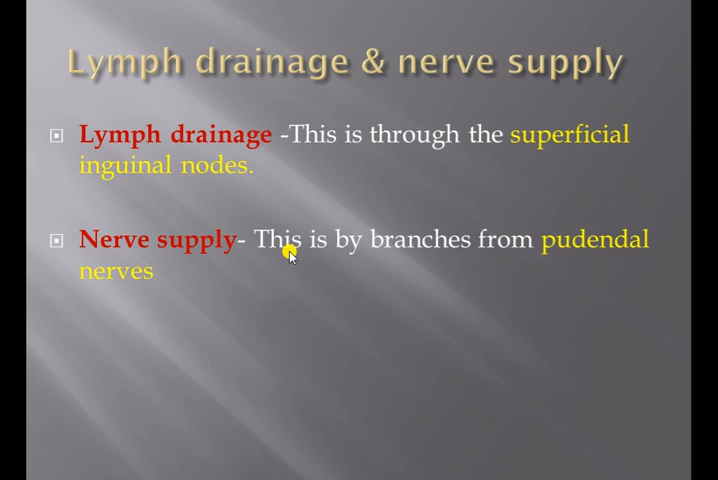 Lymph drainage & nerve supply
Lymph drainage -This is through the superficial
inguinal nodes.
Nerve supply- This is by branches from pudendal
nerves